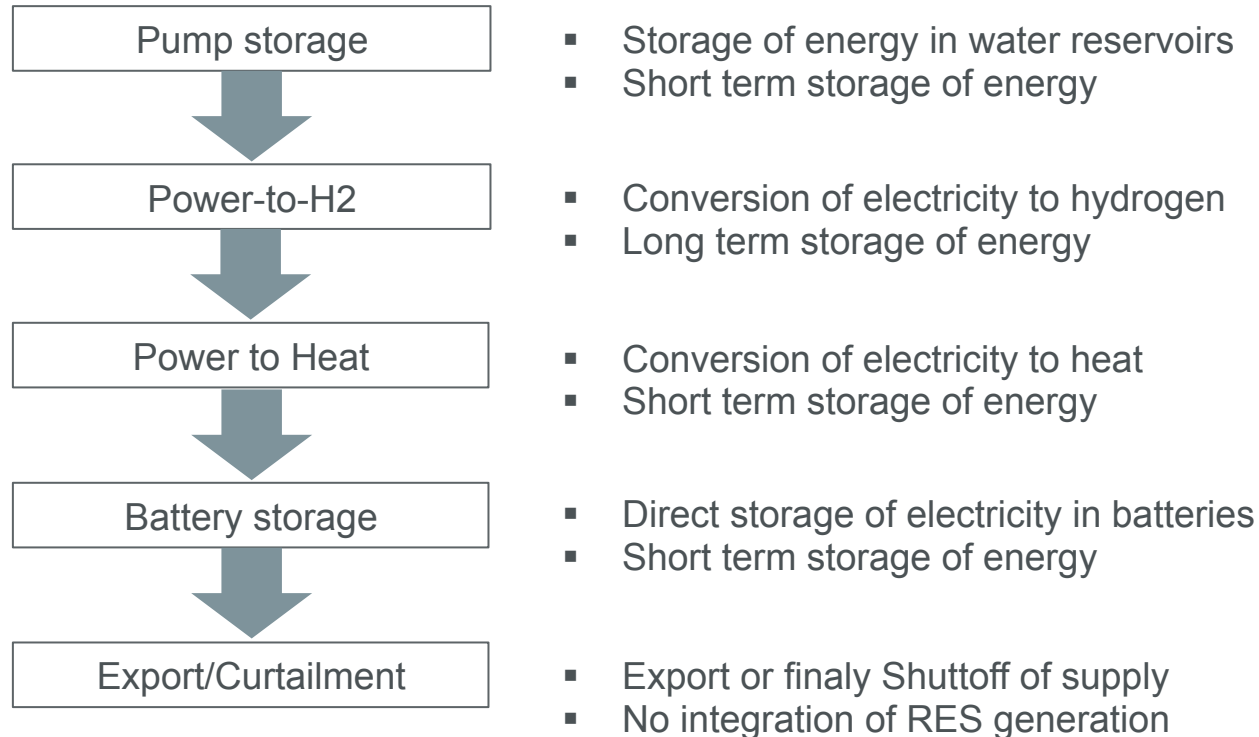 Pump storage
▪ Storage of energy in water reservoirs
▪ Short term storage of energy
Power-to-H2
▪ Conversion of electricity to hydrogen
▪ Long term storage of energy
Power to Heat
▪ Conversion of electricity to heat
▪ Short term storage of energy
Battery storage
▪ Direct storage of electricity in batteries
▪ Short term storage of energy
Export/Curtailment
▪ Export or finaly Shuttoff of supply
▪ No integration of RES generation